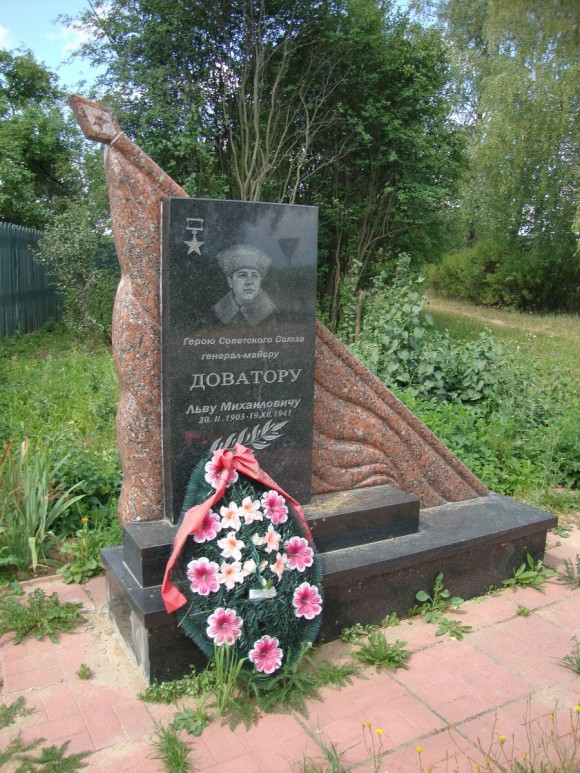 Герою Советского Союза
генерал-майору
ДОВАТОРУ
Льву Михайловичу
20. II. 1903-19.XII.1941